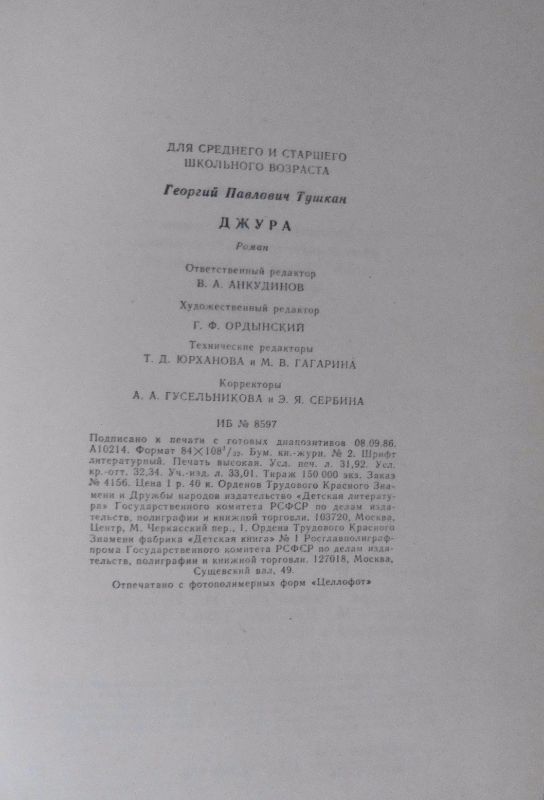 ДЛЯ СРЕДНЕГО И СТАРШЕГО
ШКОЛЬНОГО ВОЗРАСТА
Георгий Павлович Тушкан
ДЖУРА
Роман
Ответственный редактор
В. А. АНКУДИНОВ
Художественный редактор
Г. Ф. ОРДЫНСКИЙ
Технические редакторы
Т. Д. ЮРХАНОВА и М. В. ГАГАРИНА
Корректоры
А. А. ГУСЕЛЬНИКОВА и Э. Я. СЕРБИНА
ИБ № 8597
Подписано к печати с готовых диапозитивов 08.09.86.
А10214. Формат 84×108¹/₃₂. Бум. кн.-журн. № 2. Шрифт
литературный. Печать высокая. Усл. печ. л. 31,92. Усл.
кр.-отт. 32,34. Уч.-изд. л. 33,01. Тираж 150 000 экз. Заказ
№ 4156. Цена 1 р. 40 к. Орденов Трудового Красного Зна-
мени и Дружбы народов издательство «Детская литерату-
ра» Государственного комитета РСФСР по делам изда-
тельств, полиграфии и книжной торговли. 103720, Москва,
Центр, М. Черкасский пер., 1. Ордена Трудового Красного
Знамени фабрика «Детская книга» № 1 Росглавполиграф-
прома Государственного комитета РСФСР по делам изда-
тельств, полиграфии и книжной торговли. 127018, Москва,
Сущевский вал, 49.
Отпечатано с фотополимерных форм «Целлофот»